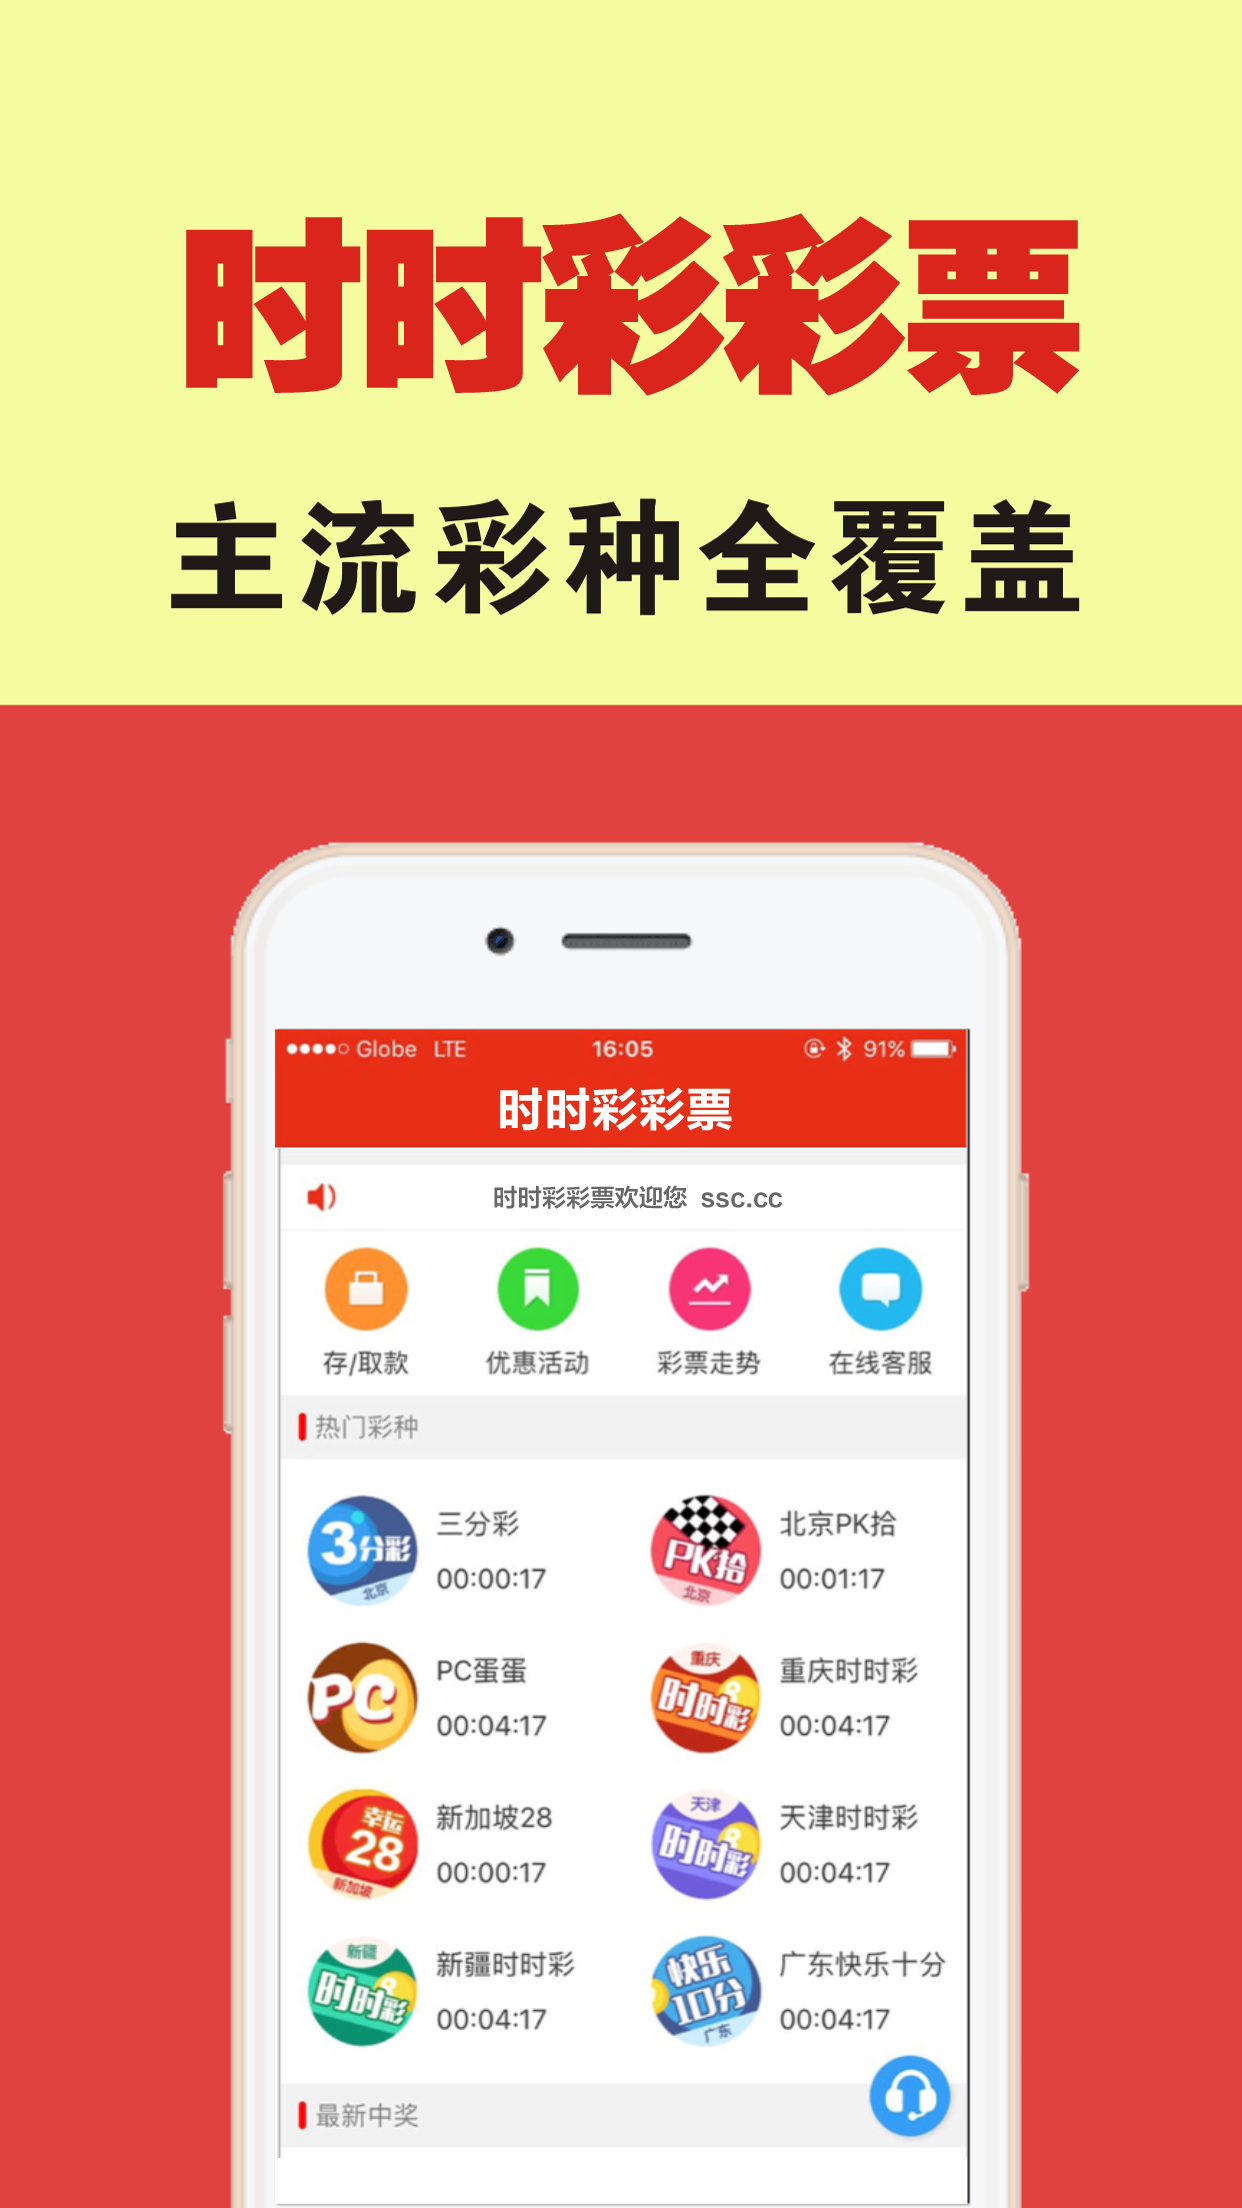 时时彩彩票
主流彩种全覆盖
Globe LTE 16:05 91%
时时彩彩票
时时彩彩票欢迎您 ssc.cc
存/取款 优惠活动 彩票走势 在线客服
热门彩种
3分彩 北京 三分彩 00:00:17
PK拾 北京 北京PK拾 00:01:17
PC PC蛋蛋 00:04:17
重庆 时时彩 重庆时时彩 00:04:17
幸运 28 新加坡 新加坡28 00:00:17
天津 时时彩 天津时时彩 00:04:17
新疆 时时彩 新疆时时彩 00:04:17
快乐 10分 广东 广东快乐十分 00:04:17
最新中奖